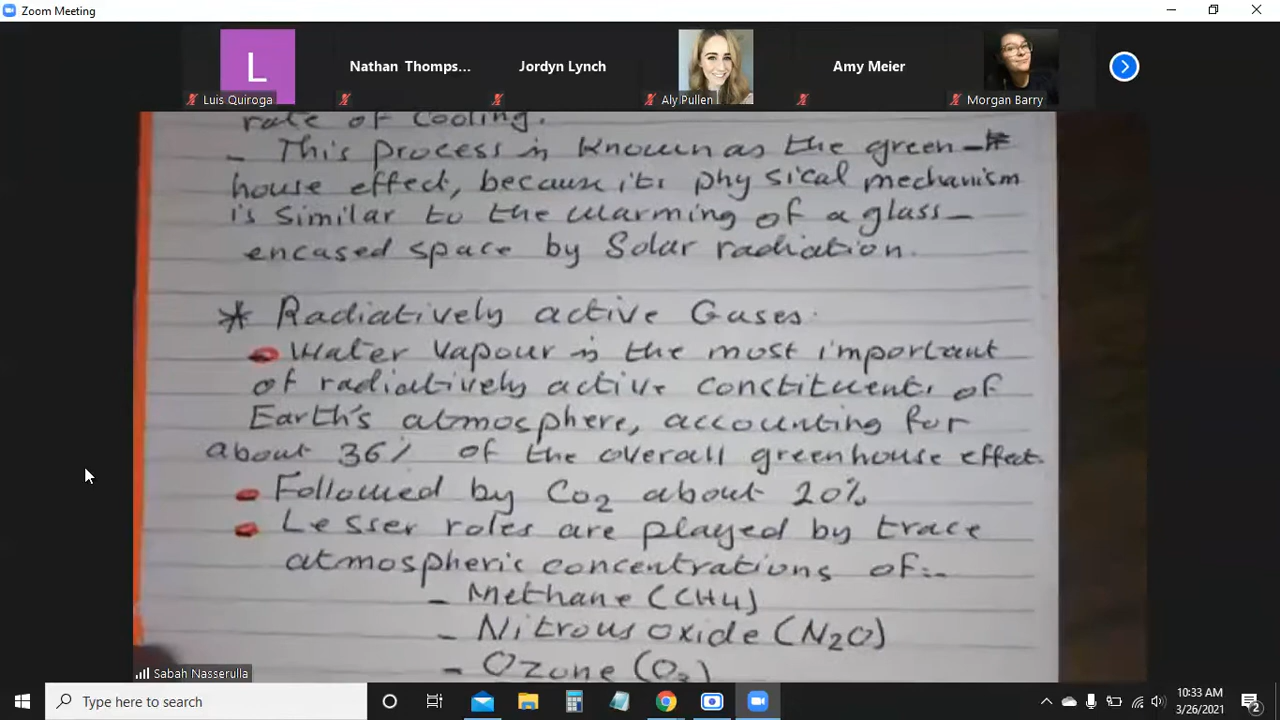 Zoom Meeting
L
Luis Quiroga
Nathan Thomps...
Jordyn Lynch
Aly Pullen
Amy Meier
Morgan Barry
rate of cooling.
- This process is known as the green-
house effect, because its physical mechanism
is similar to the warming of a glass-
encased space by Solar radiation.
* Radiatively active Gases.
Water Vapour is the most important
of radiatively active constituents of
Earth's atmosphere, accounting for
about 36% of the overall greenhouse effect.
Followed by CO2 about 20%
Lesser roles are played by trace
atmospheric concentrations of:-
- Methane (CH4)
- Nitrous oxide (N2O)
- Ozone (O3)
Sabah Nasserulla
Type here to search
10:33 AM
3/26/2021
2